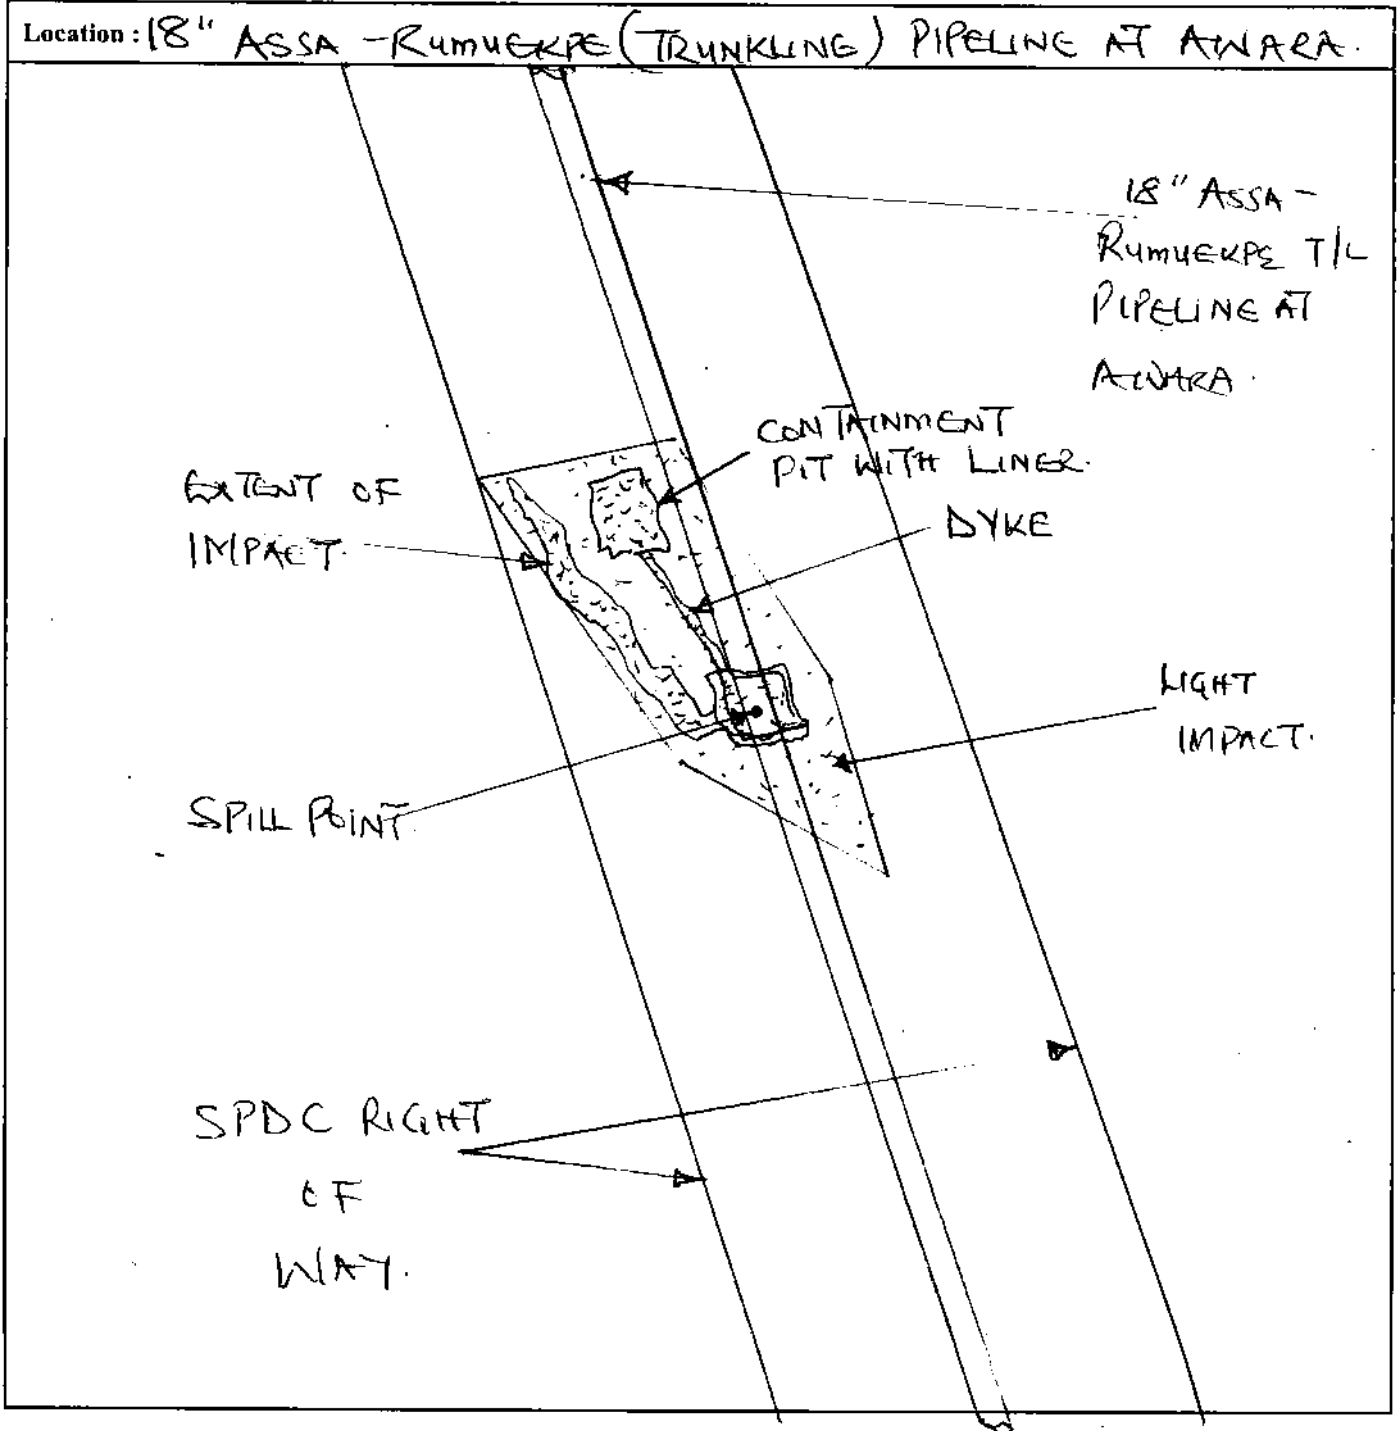 Location : 18" ASSA - RUMUEKPE (TRUNKLINE) PIPELINE AT AWARA.
18" ASSA -
RUMUEKPE T/L
PIPELINE AT
AWARA.
CONTAINMENT
PIT WITH LINER.
EXTENT OF
IMPACT.
DYKE
LIGHT
IMPACT.
SPILL POINT.
SPDC RIGHT
OF
WAY.